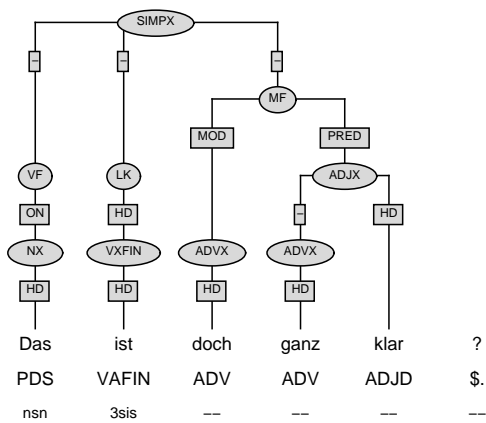 SIMPX
– – –
MF
MOD PRED
VF LK ADJX
ON HD – HD
NX VXFIN ADVX ADVX
HD HD HD HD
Das ist doch ganz klar ?
PDS VAFIN ADV ADV ADJD $.
nsn 3sis –– –– –– ––